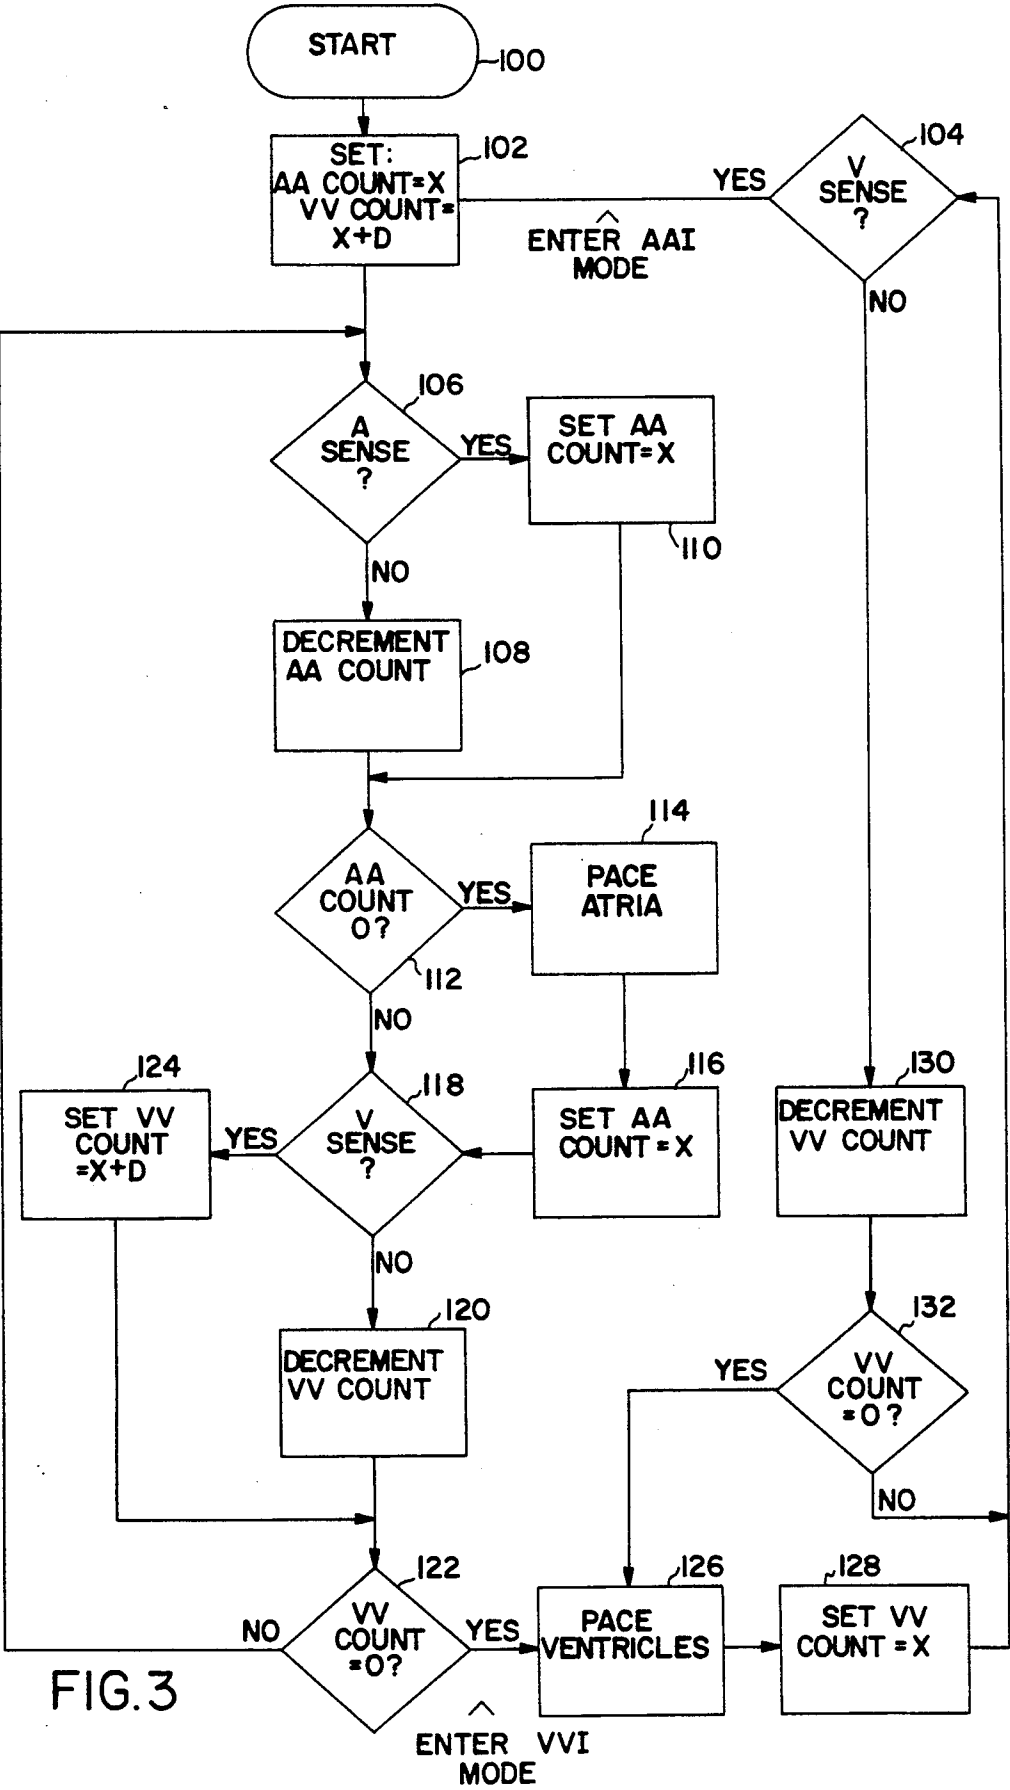 START
100
SET:
AA COUNT=X
VV COUNT=
X+D
102
V
SENSE
?
104
YES
ENTER AAI
MODE
NO
A
SENSE
?
106
YES
SET AA
COUNT=X
110
NO
DECREMENT
AA COUNT
108
AA
COUNT
0?
112
YES
PACE
ATRIA
114
NO
V
SENSE
?
118
SET AA
COUNT=X
116
YES
SET VV
COUNT
=X+D
124
DECREMENT
VV COUNT
130
NO
DECREMENT
VV COUNT
120
VV
COUNT
=0?
132
YES
NO
VV
COUNT
=0?
122
NO
YES
PACE
VENTRICLES
126
SET VV
COUNT=X
128
ENTER VVI
MODE
FIG.3